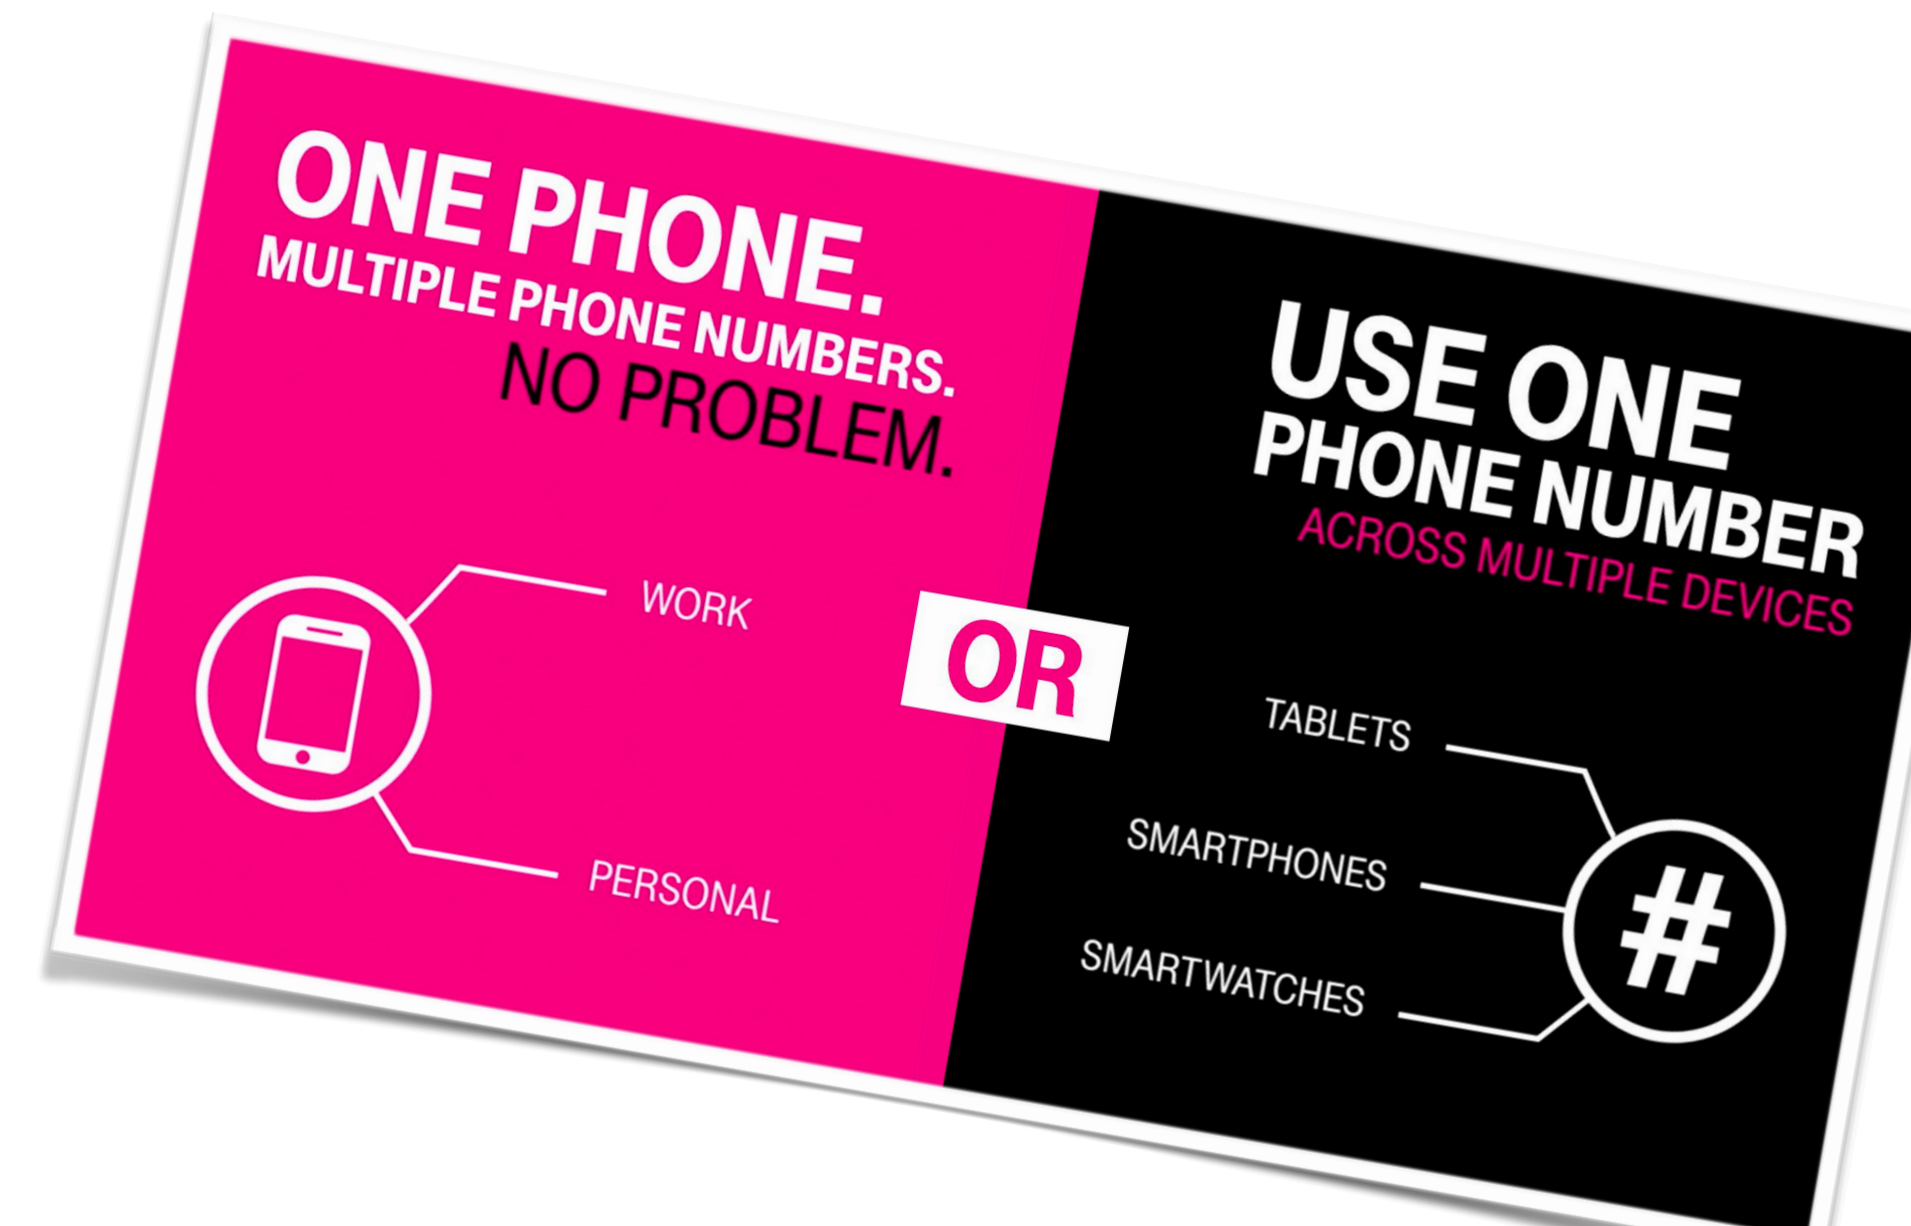 ONE PHONE.
MULTIPLE PHONE NUMBERS.
NO PROBLEM.
WORK
PERSONAL
OR
USE ONE
PHONE NUMBER
ACROSS MULTIPLE DEVICES
TABLETS
SMARTPHONES
SMARTWATCHES
#